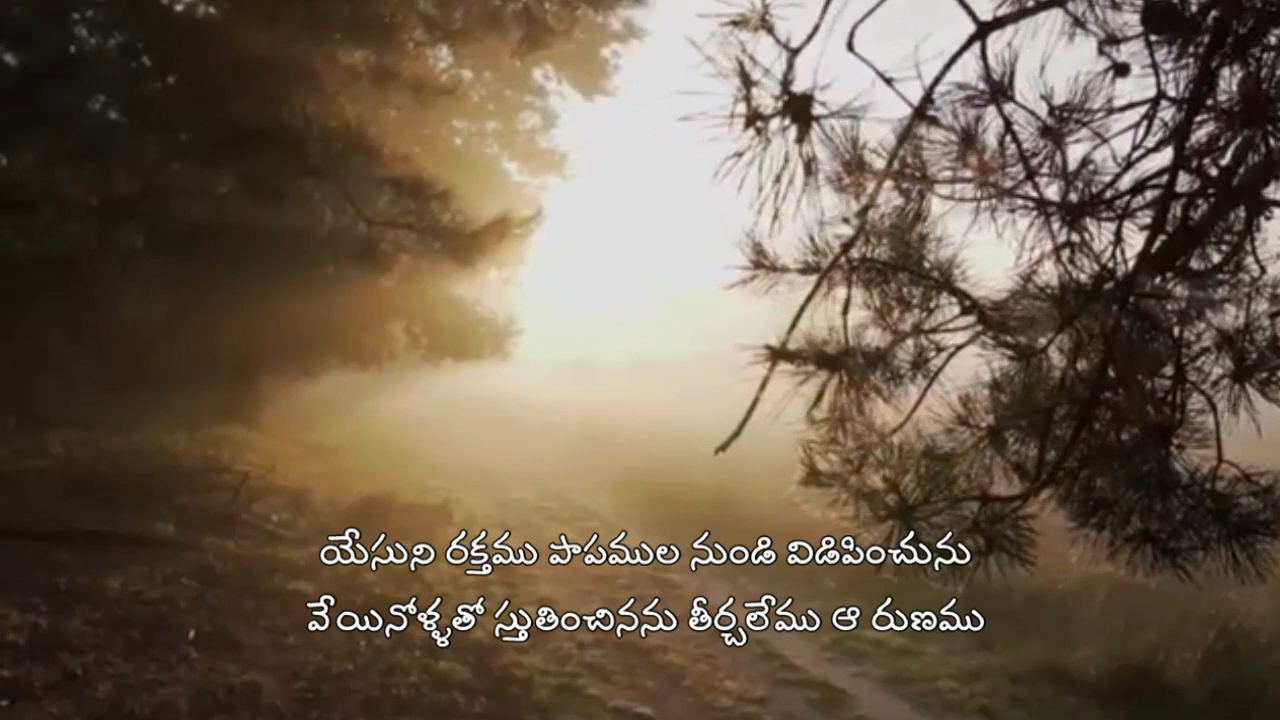 యేసుని రక్తము పాపముల నుండి విడిపించును
వేయినోళ్ళతో స్తుతించినను తీర్చలేము ఆ రుణము